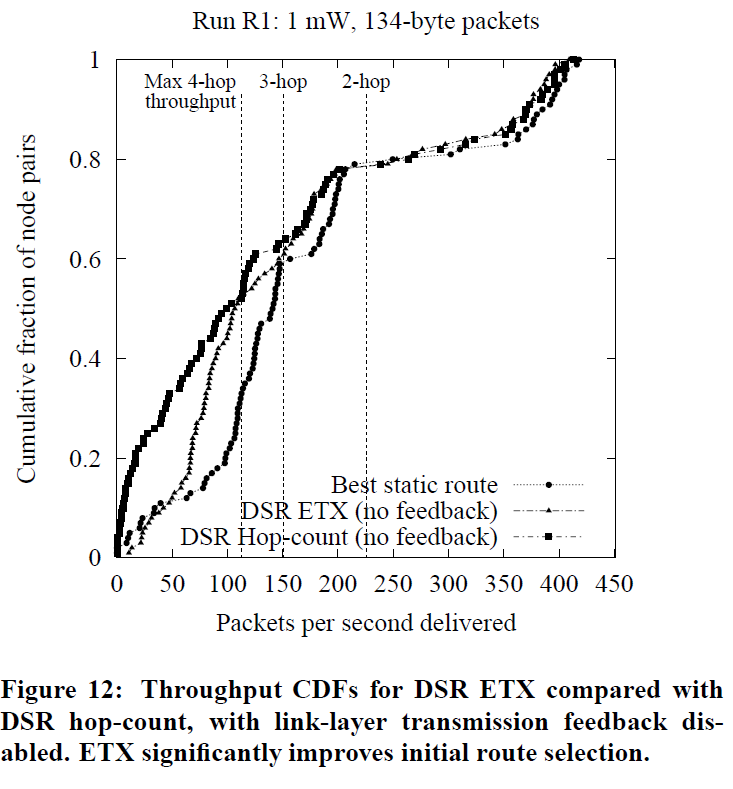 Run R1: 1 mW, 134-byte packets
Max 4-hop
throughput
3-hop
2-hop
1
0.8
0.6
0.4
0.2
0
Cumulative fraction of node pairs
Best static route
DSR ETX (no feedback)
DSR Hop-count (no feedback)
0 50 100 150 200 250 300 350 400 450
Packets per second delivered
Figure 12: Throughput CDFs for DSR ETX compared with
DSR hop-count, with link-layer transmission feedback dis-
abled. ETX significantly improves initial route selection.